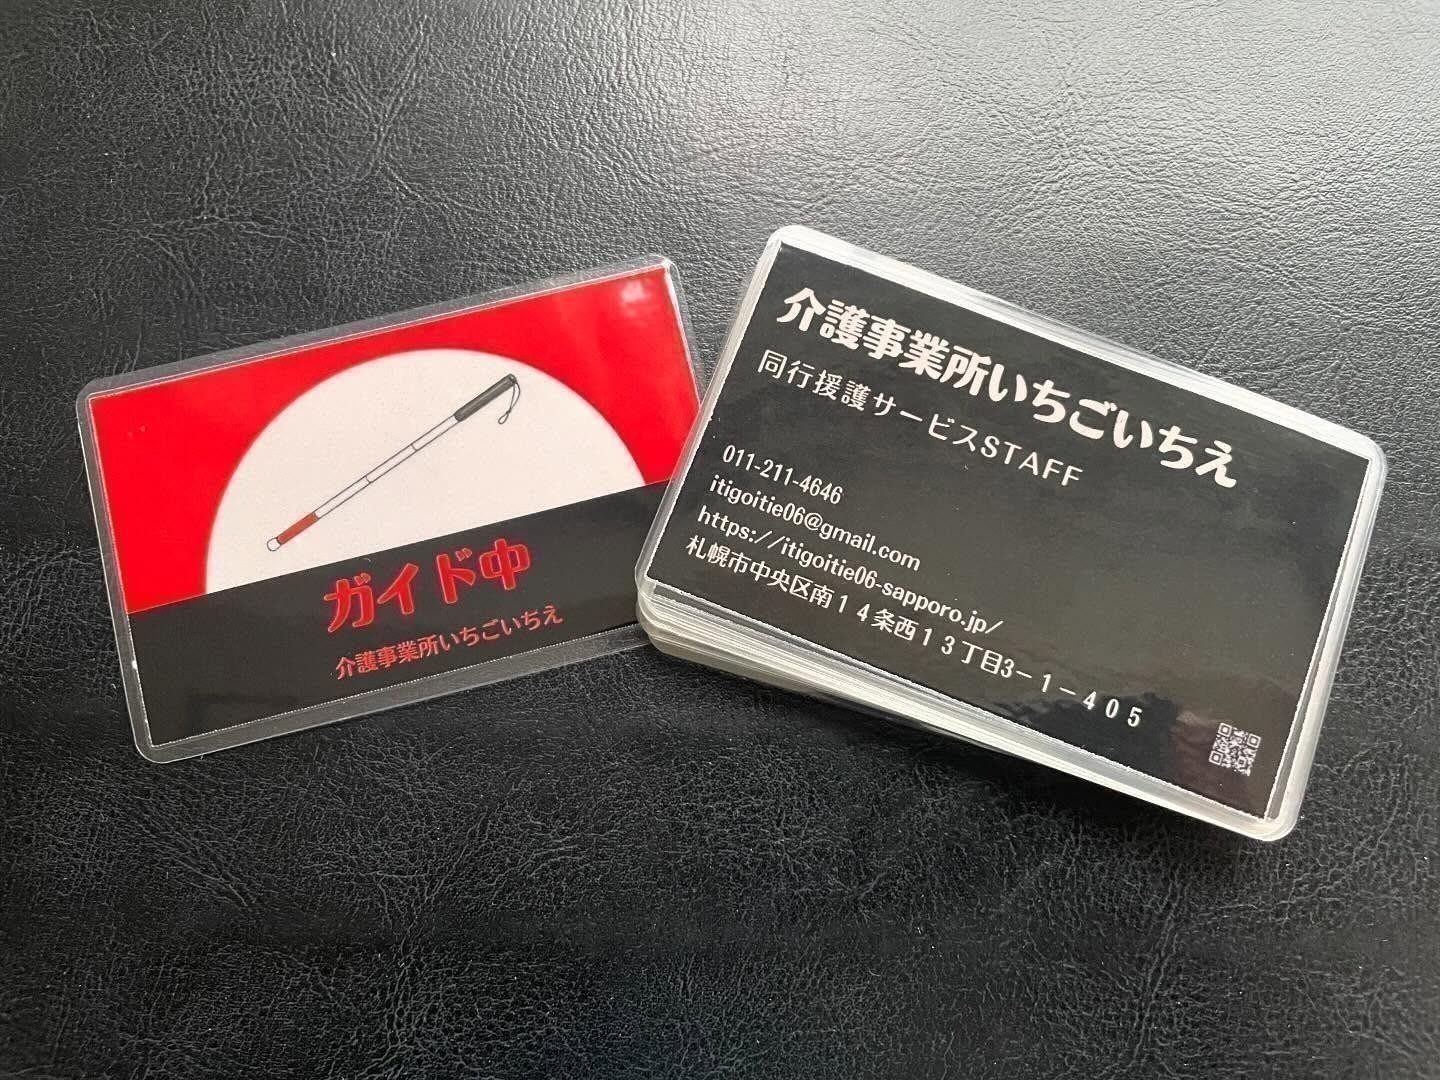 ガイド中
介護事業所いちごいちえ
介護事業所いちごいちえ
同行援護サービスSTAFF
011-211-4646
itigoitie06@gmail.com
https://itigoitie06-sapporo.jp/
札幌市中央区南１４条西１３丁目3－１－４０５